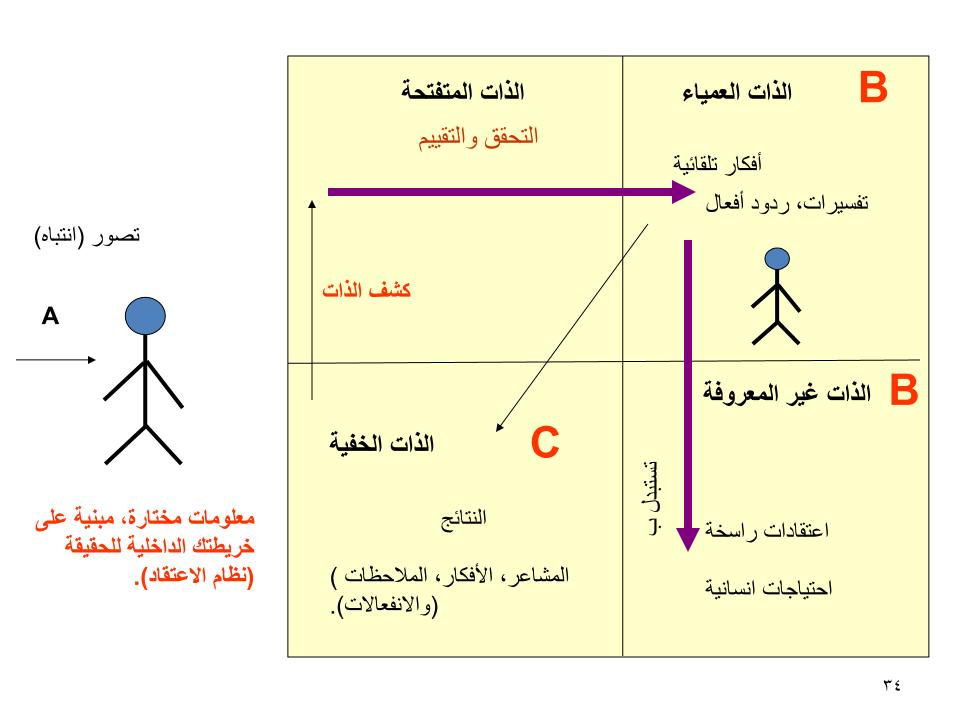 B
الذات العمياء
أفكار تلقائية
تفسيرات، ردود أفعال
الذات المتفتحة
التحقق والتقييم
كشف الذات
B
الذات غير المعروفة
تستبدل ب
اعتقادات راسخة
احتياجات انسانية
C
الذات الخفية
النتائج
المشاعر، الأفكار، الملاحظات )
(والانفعالات).
تصور (انتباه)
A
معلومات مختارة، مبنية على
خريطتك الداخلية للحقيقة
(نظام الاعتقاد).
٣٤